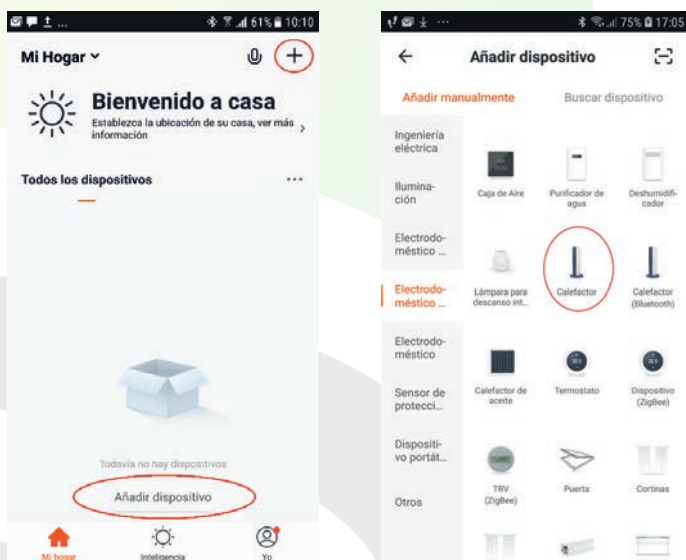 61% 10:10
Mi Hogar
Bienvenido a casa
Establezca la ubicación de su casa, ver más
información
Todos los dispositivos
Todavía no hay dispositivos
Añadir dispositivo
Mi hogar
Inteligencia
Yo
75% 17:05
Añadir dispositivo
Añadir manualmente
Buscar dispositivo
Ingeniería
eléctrica
Ilumina-
ción
Electrodo-
méstico ...
Electrodo-
méstico ...
Electrodo-
méstico
Sensor de
protecci...
Dispositi-
vo portát...
Otros
Caja de Aire
Purificador de
agua
Deshumidifi-
cador
Lámpara para
descanso int...
Calefactor
Calefactor
(Bluetooth)
Calefactor de
aceite
Termostato
Dispositivo
(ZigBee)
TRV
(ZigBee)
Puerta
Cortinas